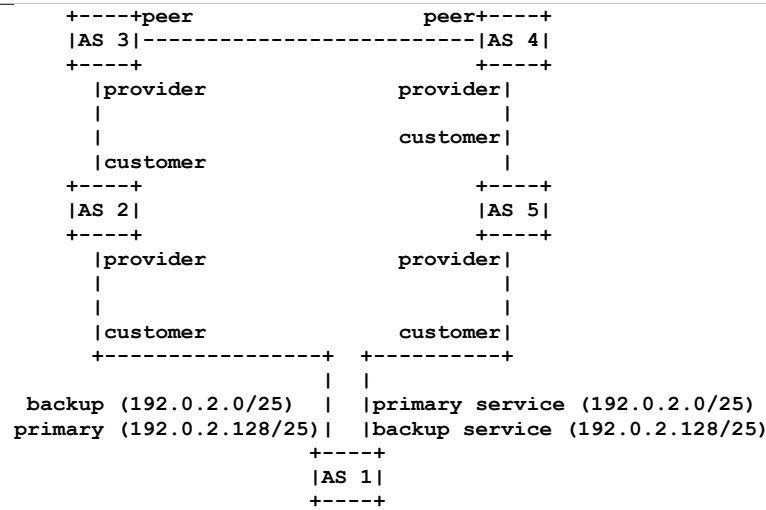 +----+peer                peer+----+
|AS 3|------------------------|AS 4|
+----+                        +----+
|provider            provider|
|                            |
|                    customer|
|customer                    |
+----+                        +----+
|AS 2|                        |AS 5|
+----+                        +----+
|provider            provider|
|                            |
|                            |
|customer            customer|
+-----------------+  +----------+
|  |
backup (192.0.2.0/25)  |  |primary service (192.0.2.0/25)
primary (192.0.2.128/25)|  |backup service (192.0.2.128/25)
+----+
|AS 1|
+----+